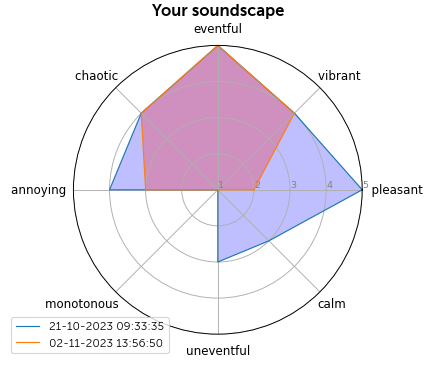 Your soundscape
eventful
chaotic
vibrant
annoying
1 2 3 4 5
pleasant
monotonous
calm
uneventful
21-10-2023 09:33:35
02-11-2023 13:56:50